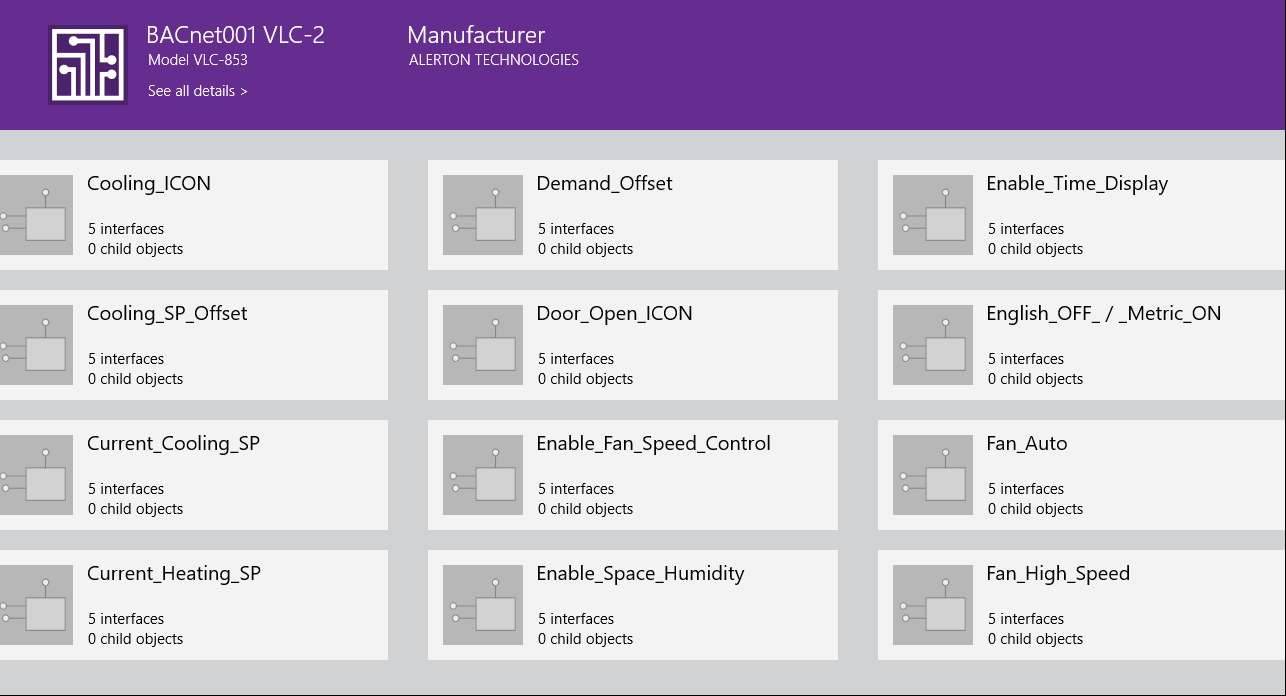 BACnet001 VLC-2
Model VLC-853
See all details >
Manufacturer
ALERTON TECHNOLOGIES
Cooling_ICON
5 interfaces
0 child objects
Cooling_SP_Offset
5 interfaces
0 child objects
Current_Cooling_SP
5 interfaces
0 child objects
Current_Heating_SP
5 interfaces
0 child objects
Demand_Offset
5 interfaces
0 child objects
Door_Open_ICON
5 interfaces
0 child objects
Enable_Fan_Speed_Control
5 interfaces
0 child objects
Enable_Space_Humidity
5 interfaces
0 child objects
Enable_Time_Display
5 interfaces
0 child objects
English_OFF_ / _Metric_ON
5 interfaces
0 child objects
Fan_Auto
5 interfaces
0 child objects
Fan_High_Speed
5 interfaces
0 child objects